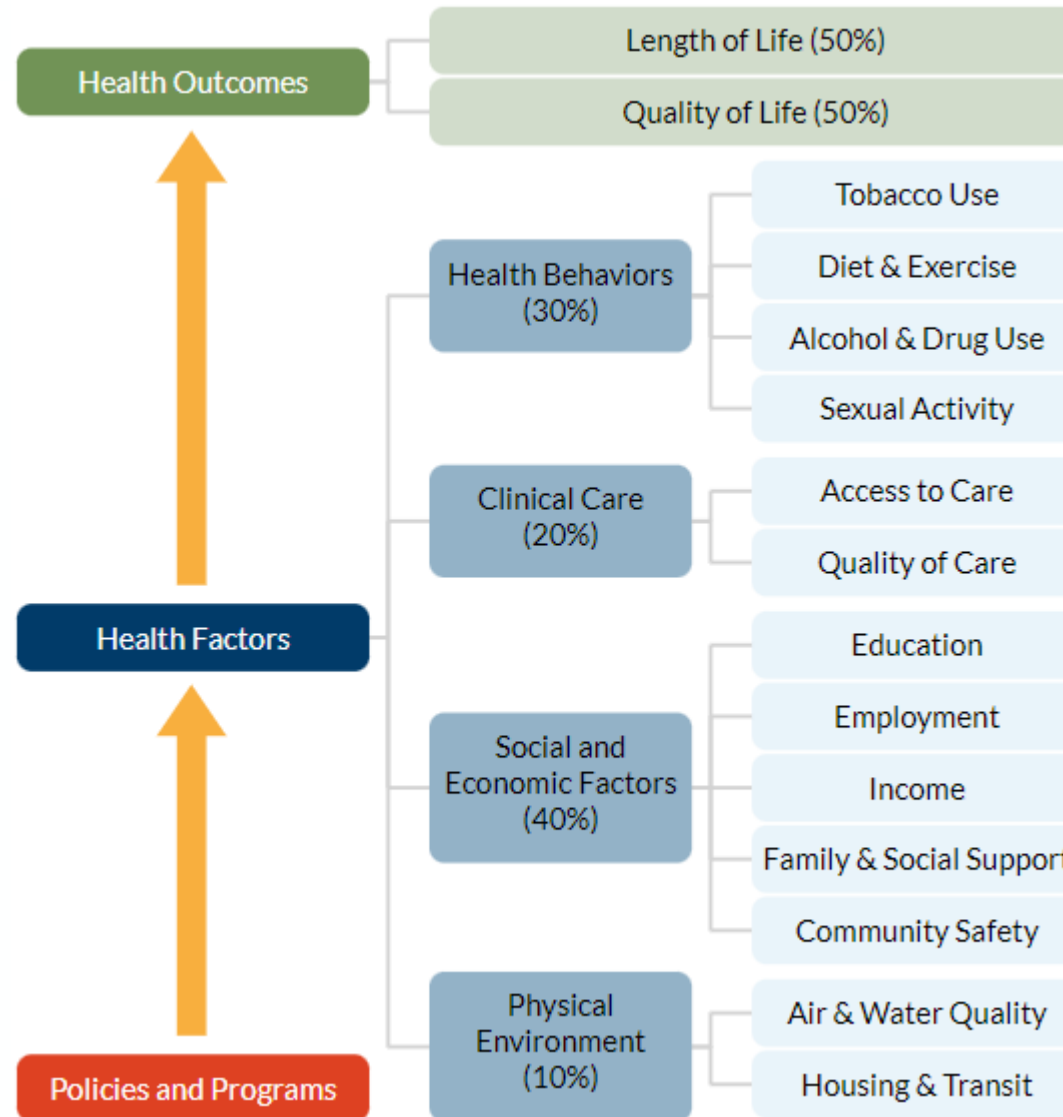 Health Outcomes
Length of Life (50%)
Quality of Life (50%)
Health Factors
Health Behaviors
(30%)
Tobacco Use
Diet & Exercise
Alcohol & Drug Use
Sexual Activity
Clinical Care
(20%)
Access to Care
Quality of Care
Social and
Economic Factors
(40%)
Education
Employment
Income
Family & Social Support
Community Safety
Physical
Environment
(10%)
Air & Water Quality
Housing & Transit
Policies and Programs